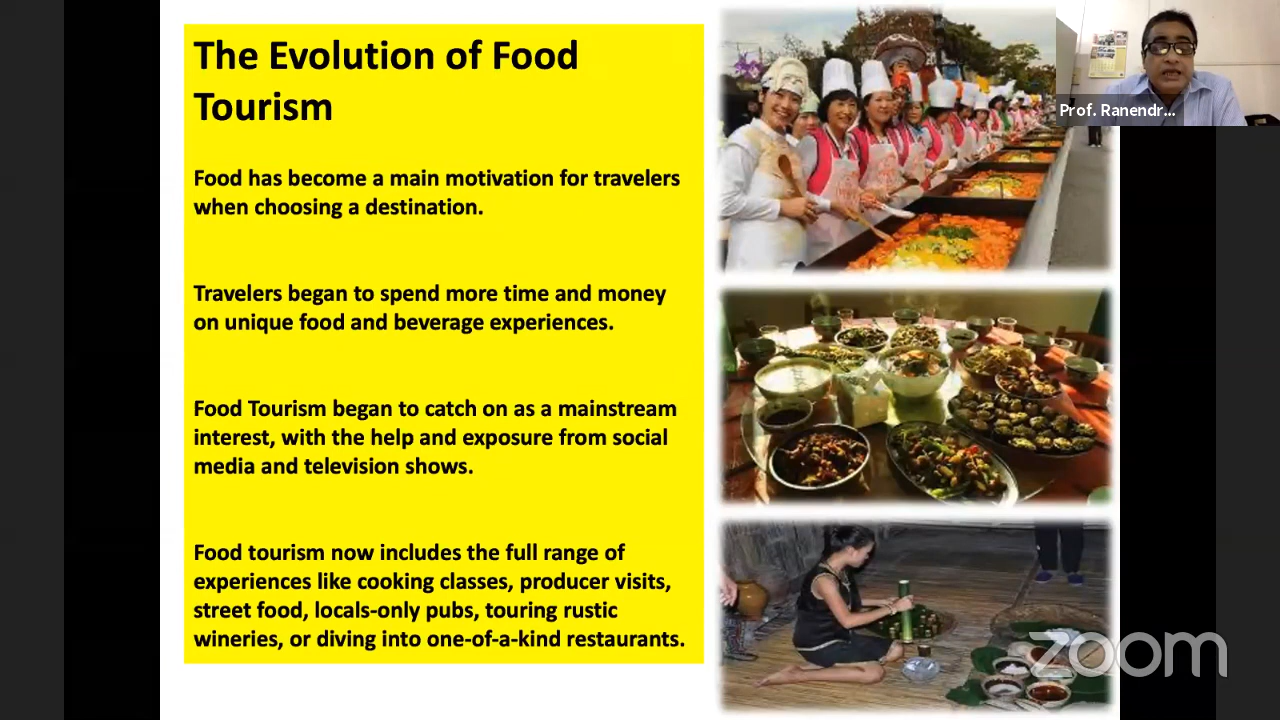 The Evolution of Food
Tourism
Food has become a main motivation for travelers
when choosing a destination.
Travelers began to spend more time and money
on unique food and beverage experiences.
Food Tourism began to catch on as a mainstream
interest, with the help and exposure from social
media and television shows.
Food tourism now includes the full range of
experiences like cooking classes, producer visits,
street food, locals-only pubs, touring rustic
wineries, or diving into one-of-a-kind restaurants.
Prof. Ranendr...
zoom